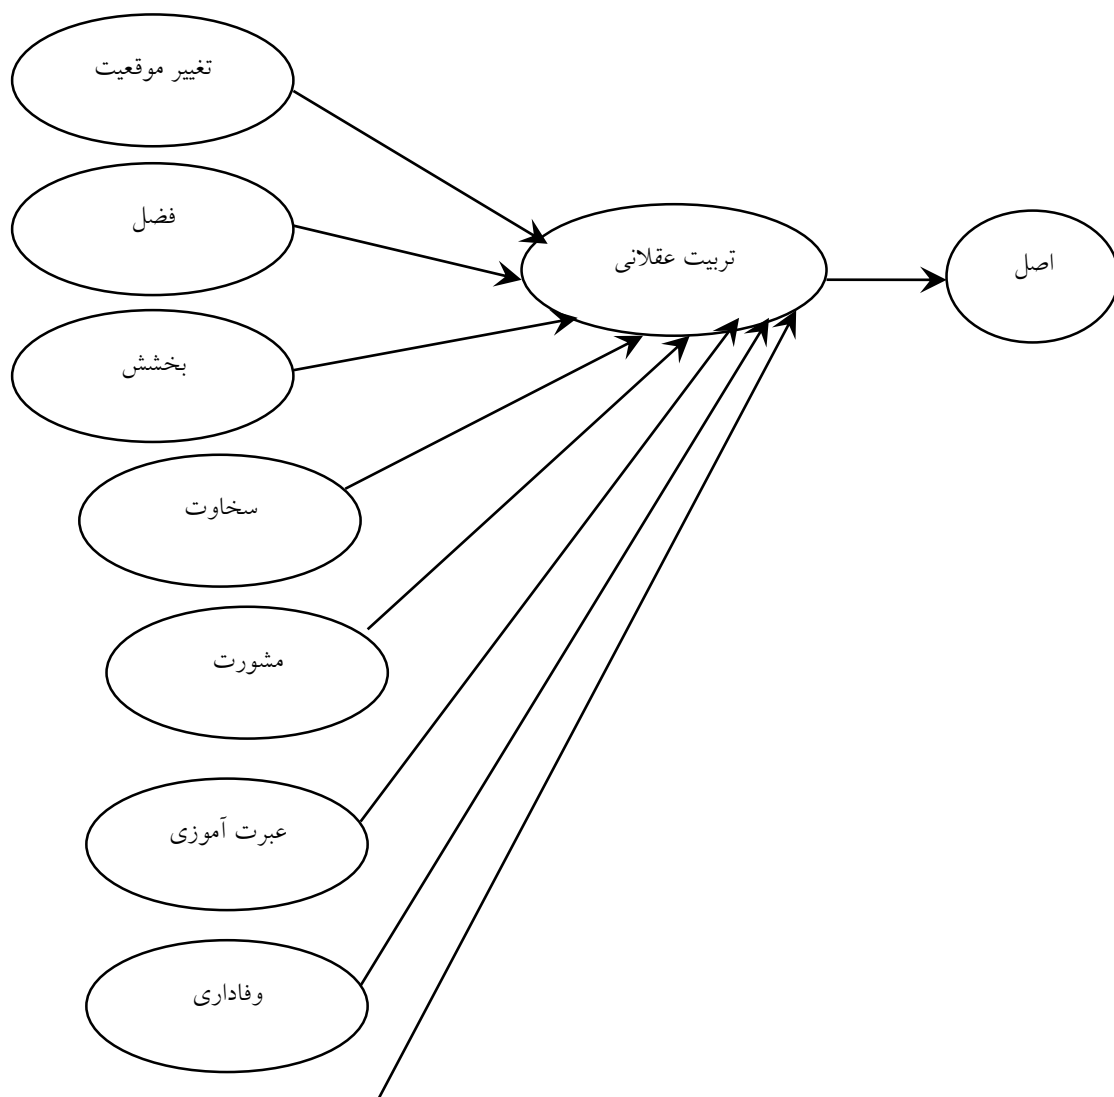 تغییر موقعیت
فضل
تربیت عقلانی
اصل
بخشش
سخاوت
مشورت
عبرت آموزی
وفاداری